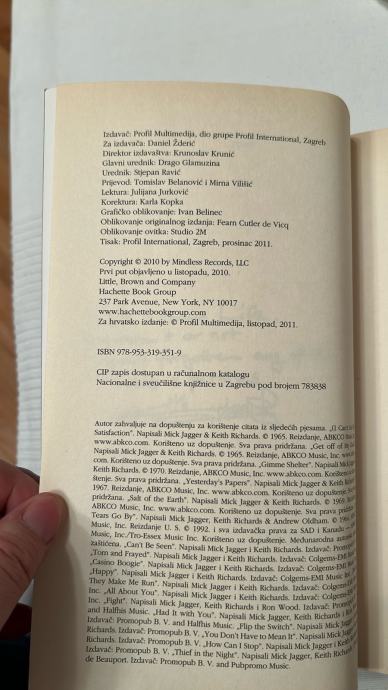 Izdavač: Profil Multimedija, dio grupe Profil International, Zagreb
Za izdavača: Daniel Žderić
Direktor izdavaštva: Krunoslav Krunić
Glavni urednik: Drago Glamuzina
Urednik: Stjepan Ravić
Prijevod: Tomislav Belanović i Mirna Vilišić
Lektura: Julijana Jurković
Korektura: Karla Kopka
Grafičko oblikovanje: Ivan Belinec
Oblikovanje originalnog izdanja: Fearn Cutler de Vicq
Oblikovanje ovitka: Studio 2M
Tisak: Profil International, Zagreb, prosinac 2011.
Copyright © 2010 by Mindless Records, LLC
Prvi put objavljeno u listopadu, 2010.
Little, Brown and Company
Hachette Book Group
237 Park Avenue, New York, NY 10017
www.hachettebookgroup.com
Za hrvatsko izdanje: © Profil Multimedija, listopad, 2011.
ISBN 978-953-319-351-9
CIP zapis dostupan u računalnom katalogu
Nacionalne i sveučilišne knjižnice u Zagrebu pod brojem 783838
Autor zahvaljuje na dopuštenju za korištenje citata iz sljedećih pjesama. „(I Can't
Satisfaction". Napisali Mick Jagger & Keith Richards. © 1965. Reizdanje, ABKCO
www.abkco.com. Korišteno uz dopuštenje. Sva prava pridržana. „Get off of
Napisali Mick Jagger & Keith Richards. © 1965. Reizdanje, ABKCO Music, Inc.
com. Korišteno uz dopuštenje. Sva prava pridržana. „Gimme Shelter". Napisali
Keith Richards. © 1970. Reizdanje, ABKCO Music, Inc. www.abkco.com. Korišteno
štenje. Sva prava pridržana. „Yesterday's Papers". Napisali Mick Jagger & Keith
1967. Reizdanje, ABKCO Music, Inc. www.abkco.com. Korišteno uz dopuštenje.
pridržana. „Salt of the Earth". Napisali Mick Jagger & Keith Richards. © 1969.
ABKCO Music, Inc. www.abkco.com. Korišteno uz dopuštenje. Sva prava
Tears Go By". Napisali Mick Jagger, Keith Richards & Andrew Oldham. ©
Music, Inc. Reizdanje U. S. © 1992. i sva izdavačka prava za SAD i Kanadu —
Music, Inc./Tro-Essex Music Inc. Korišteno uz dopuštenje. Međunarodna
zaštićena. „Can't Be Seen". Napisali Mick Jagger i Keith Richards. Izdavač:
„Torn and Frayed". Napisali Mick Jagger i Keith Richards. Izdavač: Colgems-EMI
„Casino Boogie". Napisali Mick Jagger i Keith Richards. Izdavač: Colgems-EMI
„Happy". Napisali Mick Jagger i Keith Richards. Izdavač: Colgems-EMI Music
They Make Me Run". Napisali Mick Jagger i Keith Richards. Izdavač:
Inc. „All About You". Napisali Mick Jagger i Keith Richards. Izdavač:
Inc. „Fight". Napisali Mick Jagger, Keith Richards i Ron Wood. Izdavač: Promopub
and Halfhis Music. „Had It with You". Napisali Mick Jagger, Keith Richards i
Izdavač: Promopub B. V. and Halfhis Music. „Flip the Switch". Napisali Mick Jagger
Richards. Izdavač: Promopub B. V. „You Don't Have to Mean It". Napisali Mick Jagger
Richards. Izdavač: Promopub B. V. „How Can I Stop". Napisali Mick Jagger
Izdavač: Promopub B. V. „Thief in the Night". Napisali Mick Jagger, Keith Richards
de Beauport. Izdavač: Promopub B. V. and Pubpromo Music.